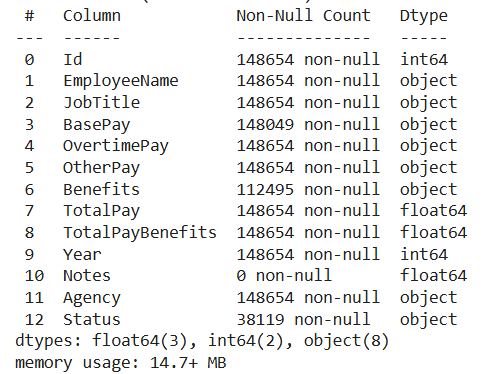 #   Column            Non-Null Count   Dtype
---  ------            --------------   -----
0   Id                148654 non-null  int64
1   EmployeeName      148654 non-null  object
2   JobTitle          148654 non-null  object
3   BasePay           148049 non-null  object
4   OvertimePay       148654 non-null  object
5   OtherPay          148654 non-null  object
6   Benefits          112495 non-null  object
7   TotalPay          148654 non-null  float64
8   TotalPayBenefits  148654 non-null  float64
9   Year              148654 non-null  int64
10  Notes             0 non-null       float64
11  Agency            148654 non-null  object
12  Status            38119 non-null   object
dtypes: float64(3), int64(2), object(8)
memory usage: 14.7+ MB